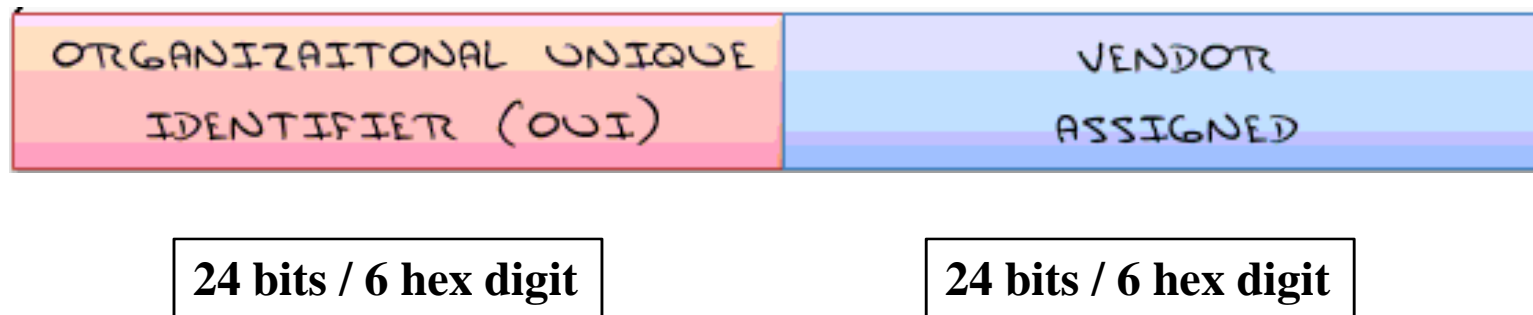 ORGANIZAITONAL UNIQUE
IDENTIFIER (OUI)
VENDOR
ASSIGNED
24 bits / 6 hex digit
24 bits / 6 hex digit